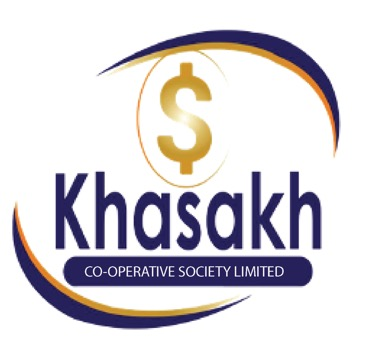 $
Khasakh
CO-OPERATIVE SOCIETY LIMITED